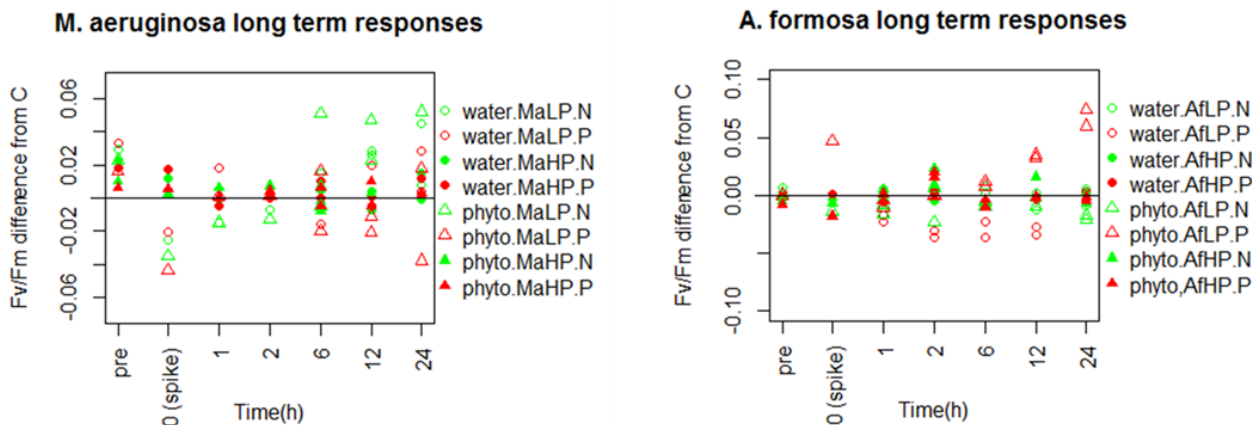 M. aeruginosa long term responses
Fv/Fm difference from C
0.06
0.02
-0.02
-0.06
pre
0 (spike)
1
2
6
12
24
Time(h)
water.MaLP.N
water.MaLP.P
water.MaHP.N
water.MaHP.P
phyto.MaLP.N
phyto.MaLP.P
phyto.MaHP.N
phyto.MaHP.P
A. formosa long term responses
Fv/Fm difference from C
0.10
0.05
0.00
-0.10
pre
0 (spike)
1
2
6
12
24
Time(h)
water.AfLP.N
water.AfLP.P
water.AfHP.N
water.AfHP.P
phyto.AfLP.N
phyto.AfLP.P
phyto.AfHP.N
phyto,AfHP.P